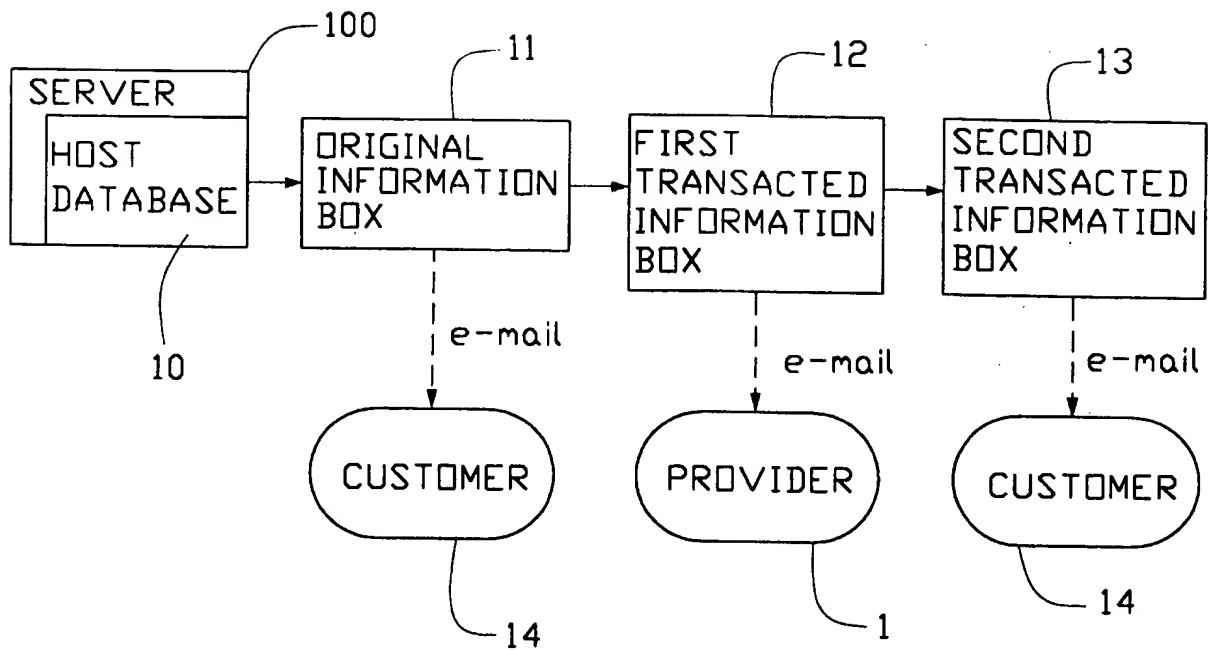 100
SERVER
HOST
DATABASE
10
11
ORIGINAL
INFORMATION
BOX
12
FIRST
TRANSACTED
INFORMATION
BOX
13
SECOND
TRANSACTED
INFORMATION
BOX
e-mail
e-mail
e-mail
CUSTOMER
PROVIDER
CUSTOMER
14
1
14